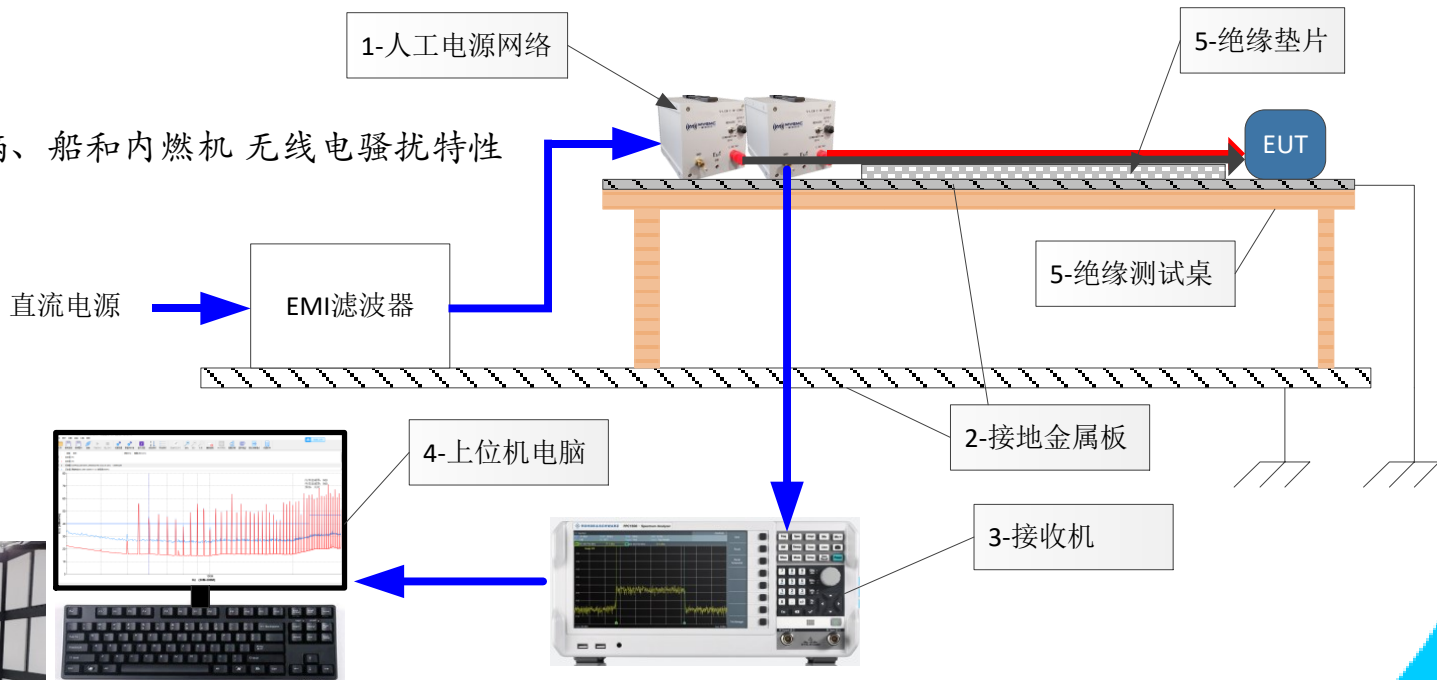 1-人工电源网络
5-绝缘垫片
、船和内燃机 无线电骚扰特性
EUT
5-绝缘测试桌
直流电源
EMI滤波器
2-接地金属板
4-上位机电脑
3-接收机